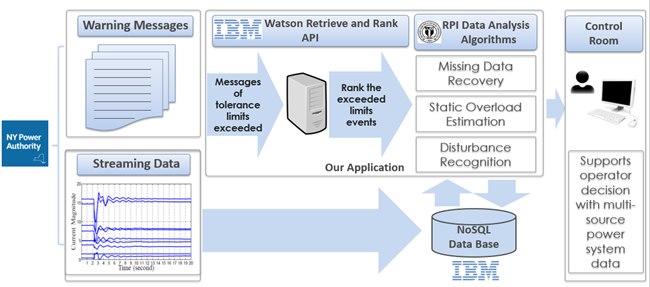 NY Power
Authority
Warning Messages
Streaming Data
Current Magnitude
20
15
10
5
0
1 2 3 4 5 6 7 8 9 10 11 12 13 14 15 16 17 18 19 20
Time (second)
IBM
Watson Retrieve and Rank
API
Messages
of
tolerance
limits
exceeded
Rank the
exceeded
limits
events
Our Application
RPI Data Analysis
Algorithms
Missing Data
Recovery
Static Overload
Estimation
Disturbance
Recognition
NoSQL
Data Base
IBM
Control
Room
Supports
operator
decision
with multi-
source
power
system
data